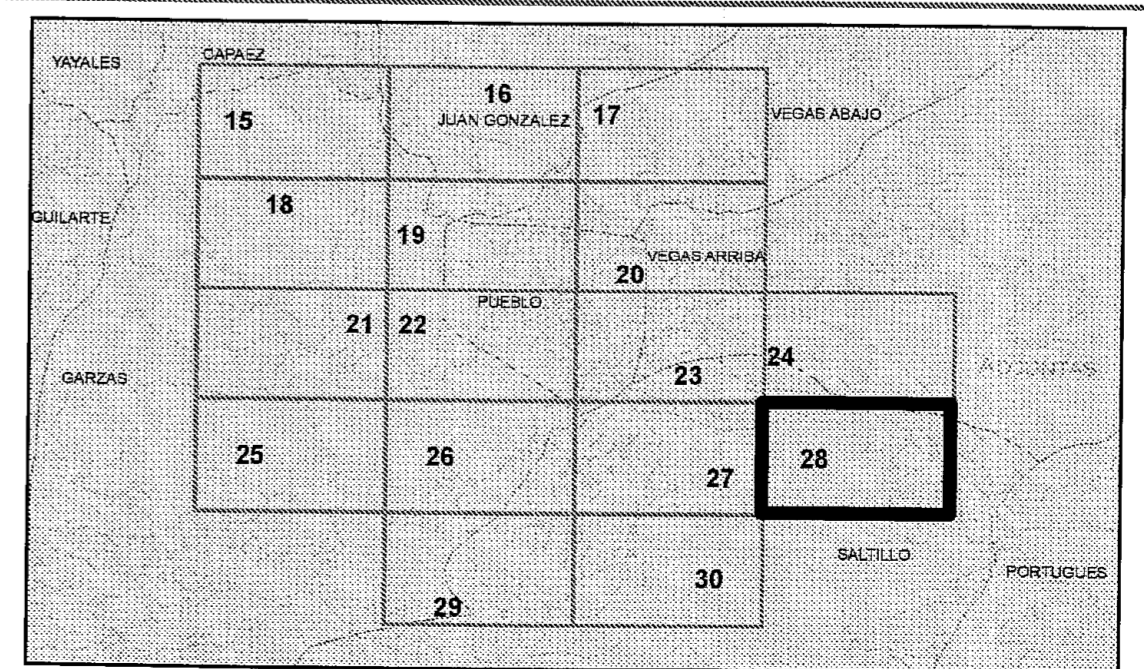 YAYALES
CAPAEZ
15
16
JUAN GONZALEZ
17
VEGAS ABAJO
18
GUILARTE
19
VEGAS ARRIBA
20
PUEBLO
21
22
GARZAS
23
24
ADJUNTAS
25
26
27
28
SALTILLO
PORTUGUES
29
30